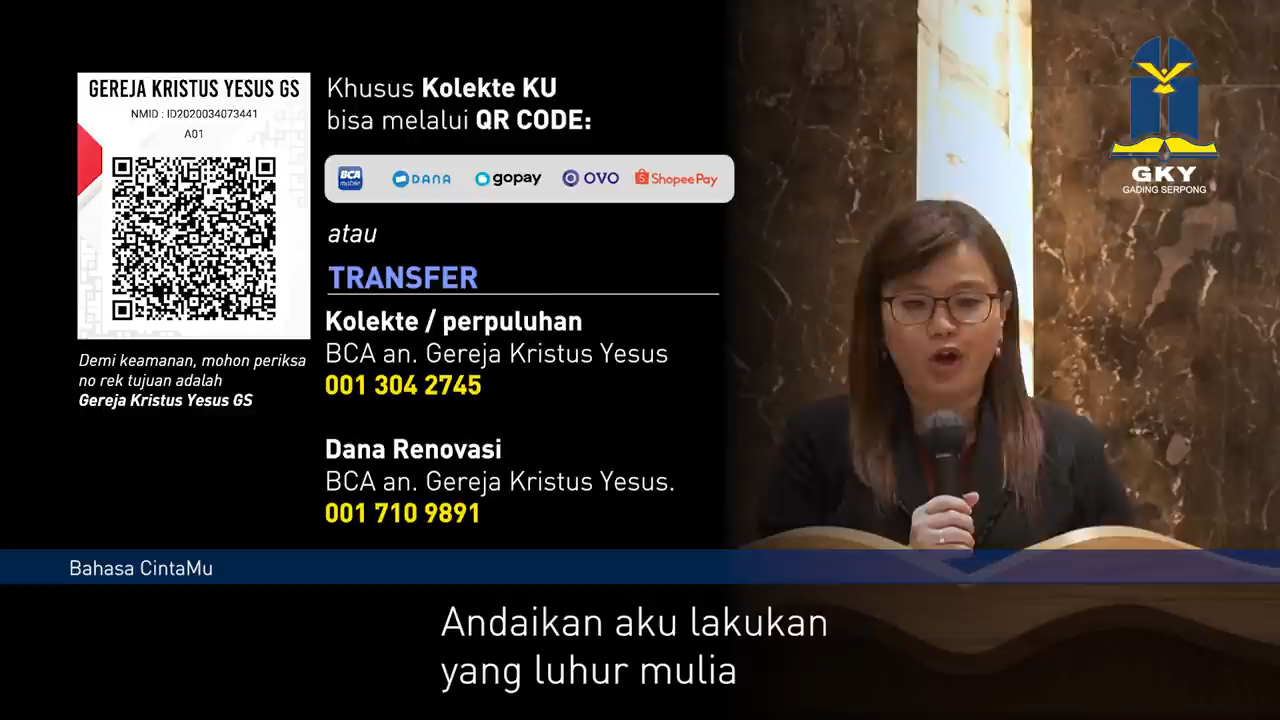 GEREJA KRISTUS YESUS GS
NMID : ID2020034073441
A01
Demi keamanan, mohon periksa
no rek tujuan adalah
Gereja Kristus Yesus GS
Khusus Kolekte KU
bisa melalui QR CODE:
BCA mobile DANA gopay OVO ShopeePay
atau
TRANSFER
Kolekte / perpuluhan
BCA an. Gereja Kristus Yesus
001 304 2745
Dana Renovasi
BCA an. Gereja Kristus Yesus.
001 710 9891
GKY
GADING SERPONG
Bahasa CintaMu
Andaikan aku lakukan
yang luhur mulia